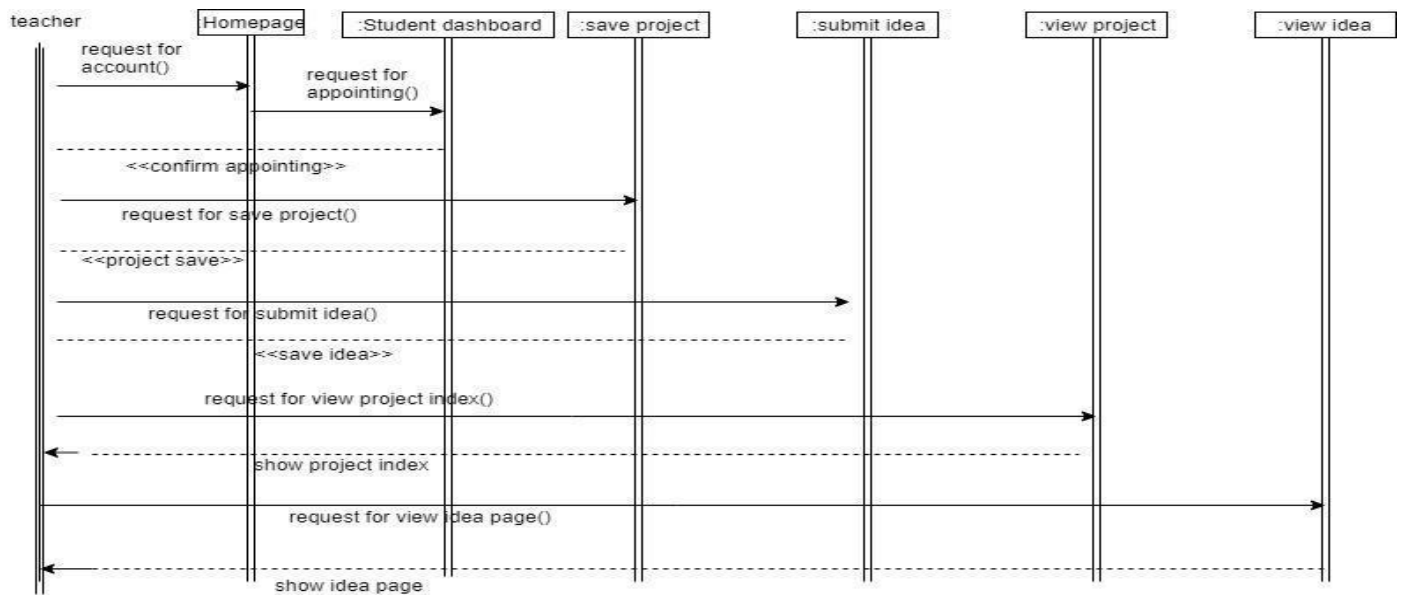 teacher
:Homepage
:Student dashboard
:save project
:submit idea
:view project
:view idea
request for
account()
request for
appointing()
<<confirm appointing>>
request for save project()
<<project save>>
request for submit idea()
<<save idea>>
request for view project index()
show project index
request for view idea page()
show idea page